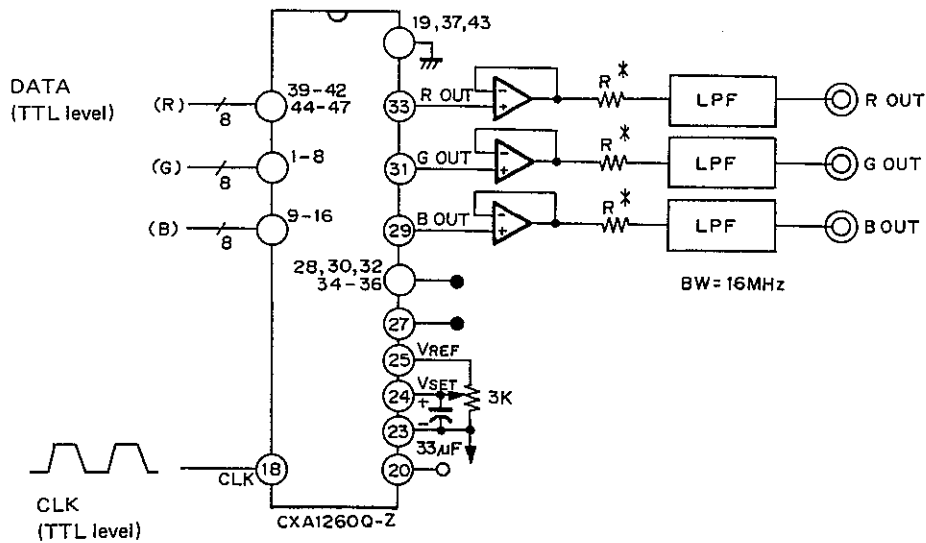 19,37,43
DATA
(TTL level)
(R)
8
39-42
44-47
33
R OUT
-
+
R*
LPF
R OUT
(G)
8
1-8
31
G OUT
-
+
R*
LPF
G OUT
(B)
8
9-16
29
B OUT
-
+
R*
LPF
B OUT
28,30,32
34-36
BW=16MHz
27
25
VREF
24
VSET
+
3K
23
-
33μF
18
CLK
20
CLK
(TTL level)
CXA1260Q-Z